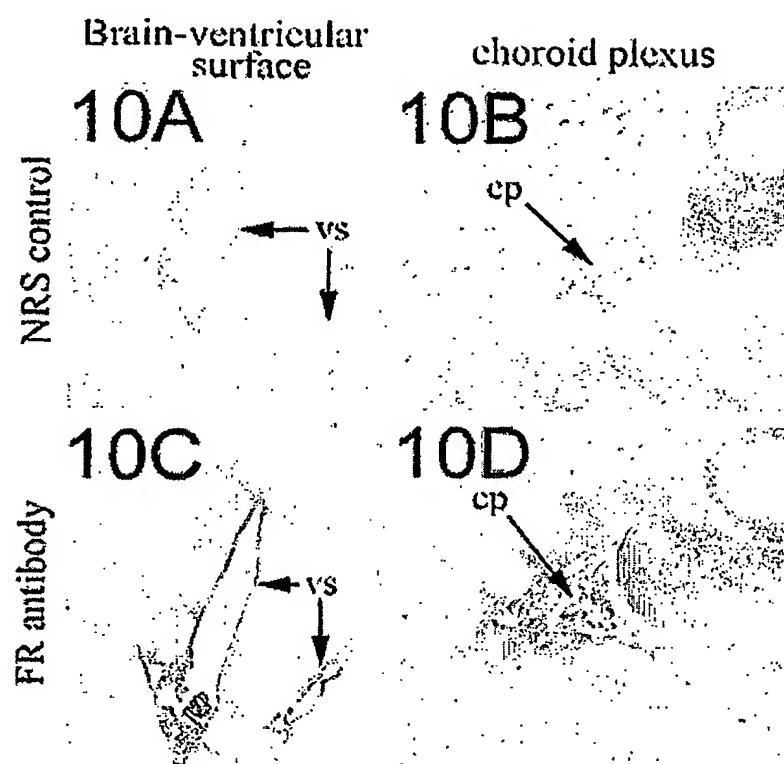 Brain-ventricular
surface
choroid plexus
10A
10B
NRS control
vs
cp
10C
10D
FR antibody
vs
cp